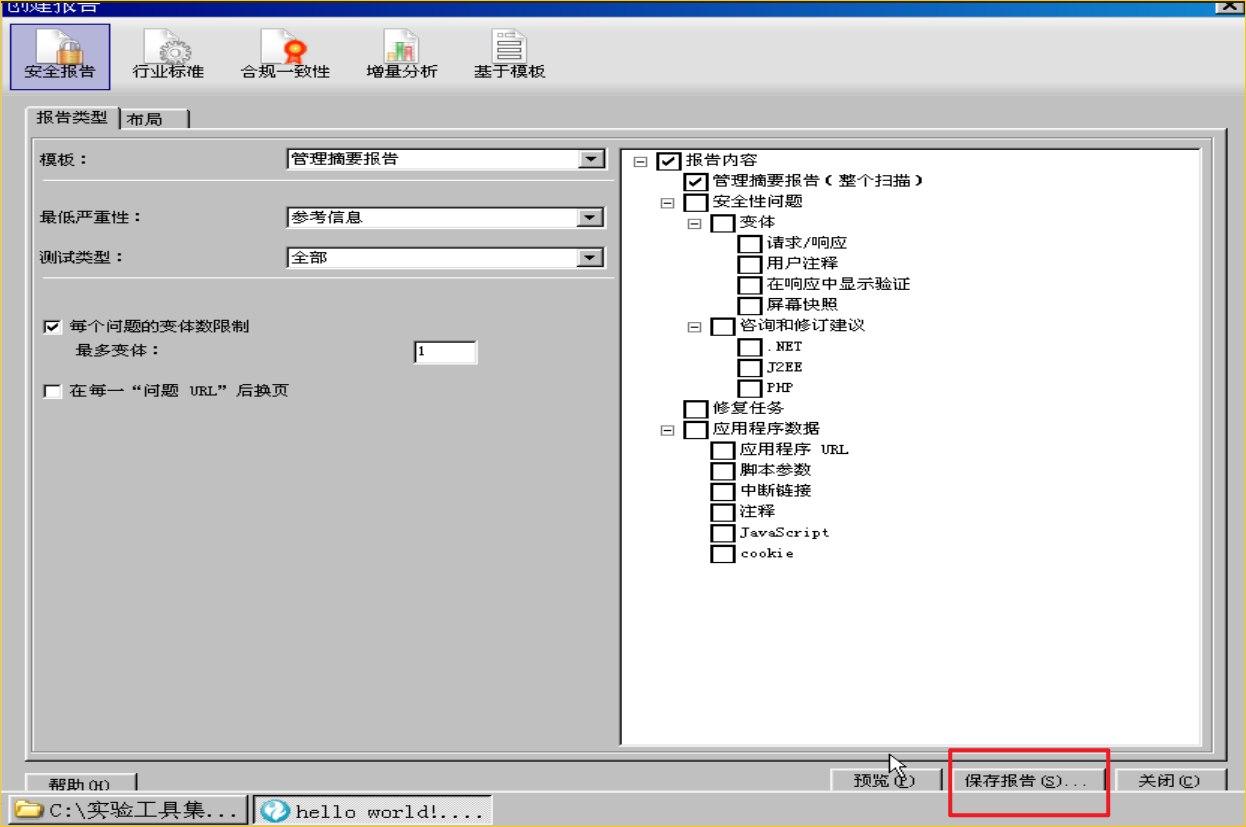 创建报告
安全报告 行业标准 合规一致性 增量分析 基于模板
报告类型 布局
模板： 管理摘要报告
最低严重性： 参考信息
测试类型： 全部
每个问题的变体数限制
最多变体： 1
在每一“问题 URL”后换页
报告内容
管理摘要报告（整个扫描）
安全性问题
变体
请求/响应
用户注释
在响应中显示验证
屏幕快照
咨询和修订建议
.NET
J2EE
PHP
修复任务
应用程序数据
应用程序 URL
脚本参数
中断链接
注释
JavaScript
cookie
帮助(H) 预览(P) 保存报告(S)... 关闭(C)
C:\实验工具集... hello world!....